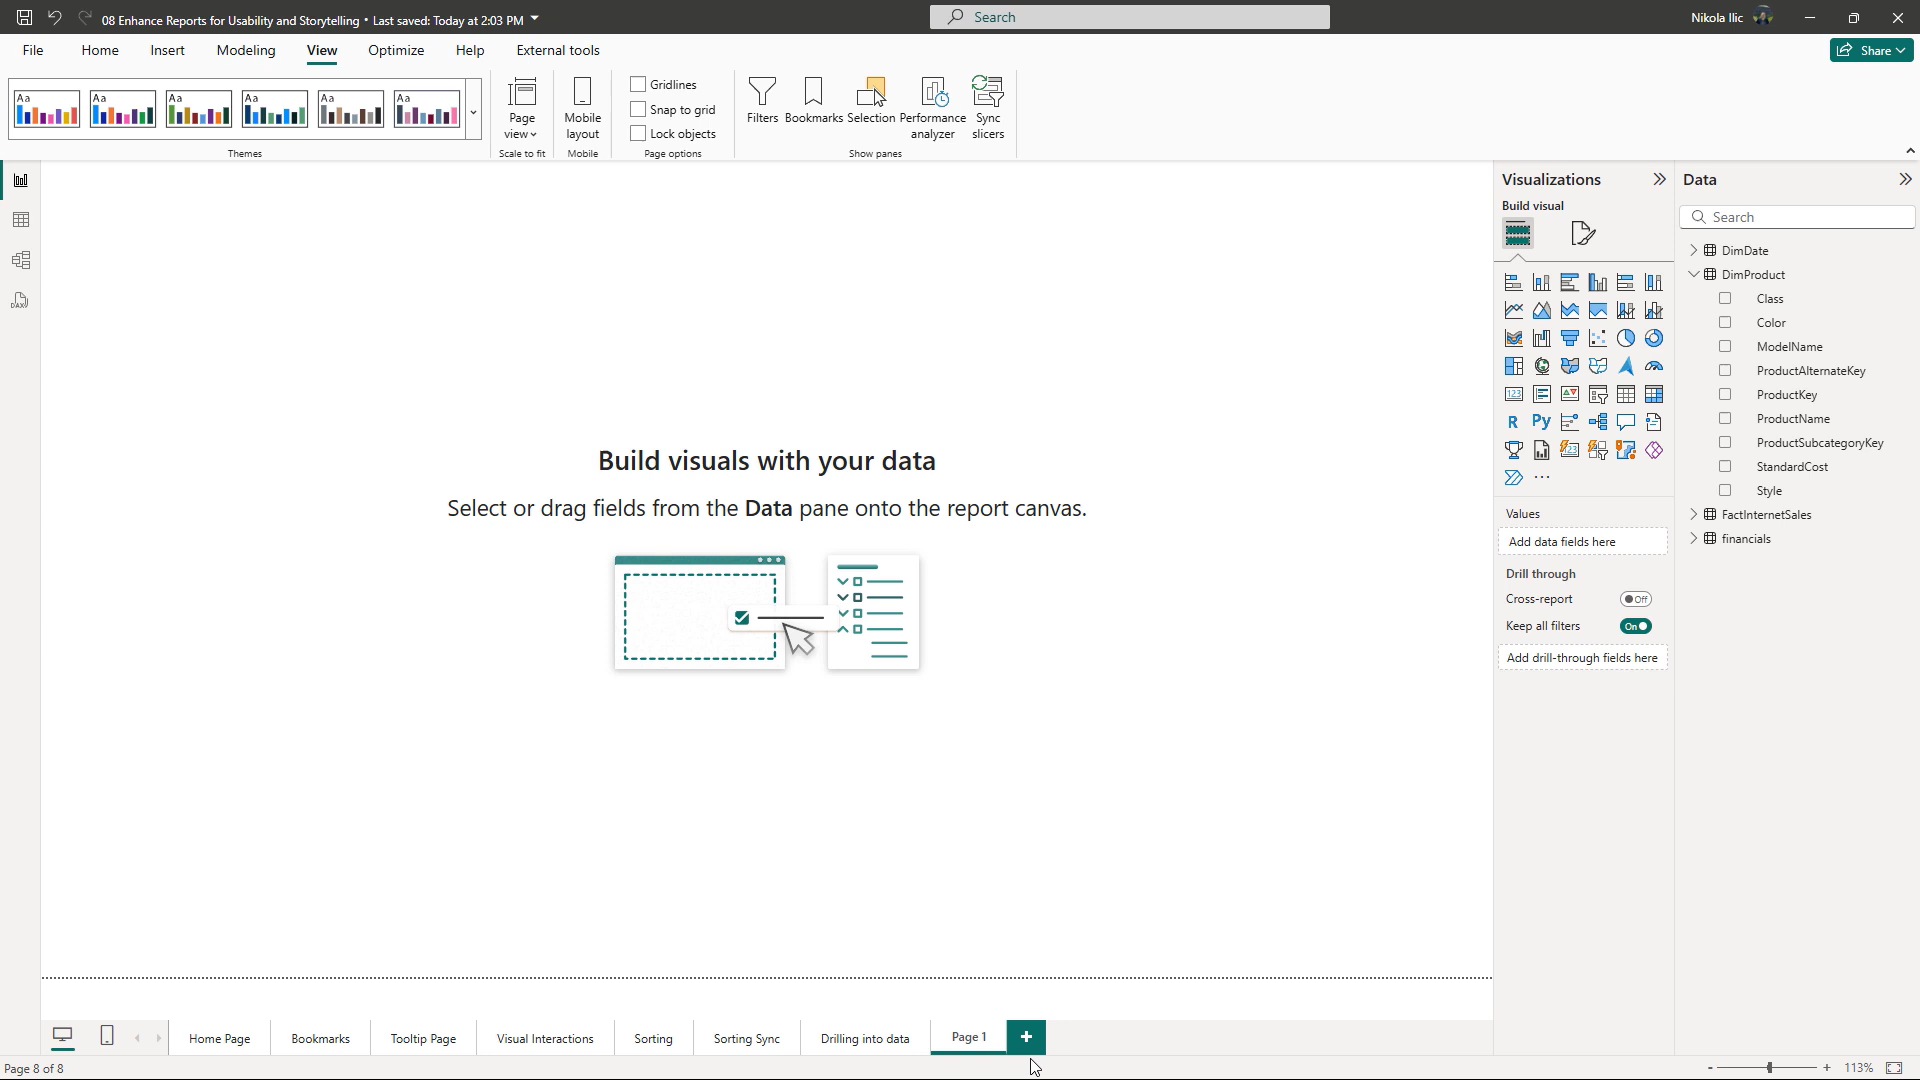 08 Enhance Reports for Usability and Storytelling • Last saved: Today at 2:03 PM
Search
Nikola Ilic
File
Home
Insert
Modeling
View
Optimize
Help
External tools
Share
Aa
Aa
Aa
Aa
Aa
Aa
Themes
Page
view
Scale to fit
Mobile
layout
Mobile
Gridlines
Snap to grid
Lock objects
Page options
Filters
Bookmarks
Selection
Performance
analyzer
Sync
slicers
Show panes
Build visuals with your data
Select or drag fields from the Data pane onto the report canvas.
Visualizations
Build visual
123
R
Py
123
...
Values
Add data fields here
Drill through
Cross-report
Off
Keep all filters
On
Add drill-through fields here
Data
Search
DimDate
DimProduct
Class
Color
ModelName
ProductAlternateKey
ProductKey
ProductName
ProductSubcategoryKey
StandardCost
Style
FactInternetSales
financials
DAX
Home Page
Bookmarks
Tooltip Page
Visual Interactions
Sorting
Sorting Sync
Drilling into data
Page 1
+
Page 8 of 8
- + 113%